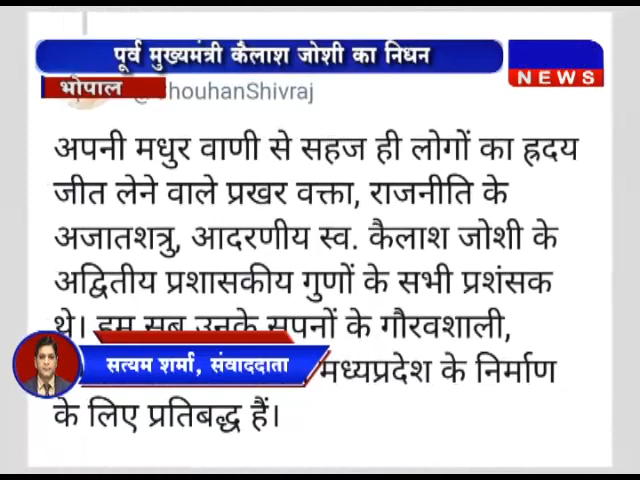 पूर्व मुख्यमंत्री कैलाश जोशी का निधन
NEWS
भोपाल
houhanShivraj
अपनी मधुर वाणी से सहज ही लोगों का ह्रदय
जीत लेने वाले प्रखर वक्ता, राजनीति के
अजातशत्रु, आदरणीय स्व. कैलाश जोशी के
अद्वितीय प्रशासकीय गुणों के सभी प्रशंसक
थे। हम सब उनके सपनों के गौरवशाली,
सत्यम शर्मा, संवाददाता
मध्यप्रदेश के निर्माण
के लिए प्रतिबद्ध हैं।